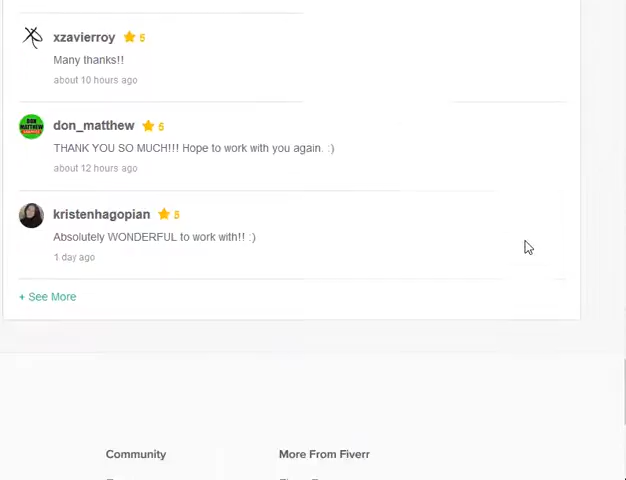 xzavierroy ★ 5
Many thanks!!
about 10 hours ago
DON MATTHEW
don_matthew ★ 5
THANK YOU SO MUCH!!! Hope to work with you again. :)
about 12 hours ago
kristenhagopian ★ 5
Absolutely WONDERFUL to work with!! :)
1 day ago
+ See More
Community
More From Fiverr